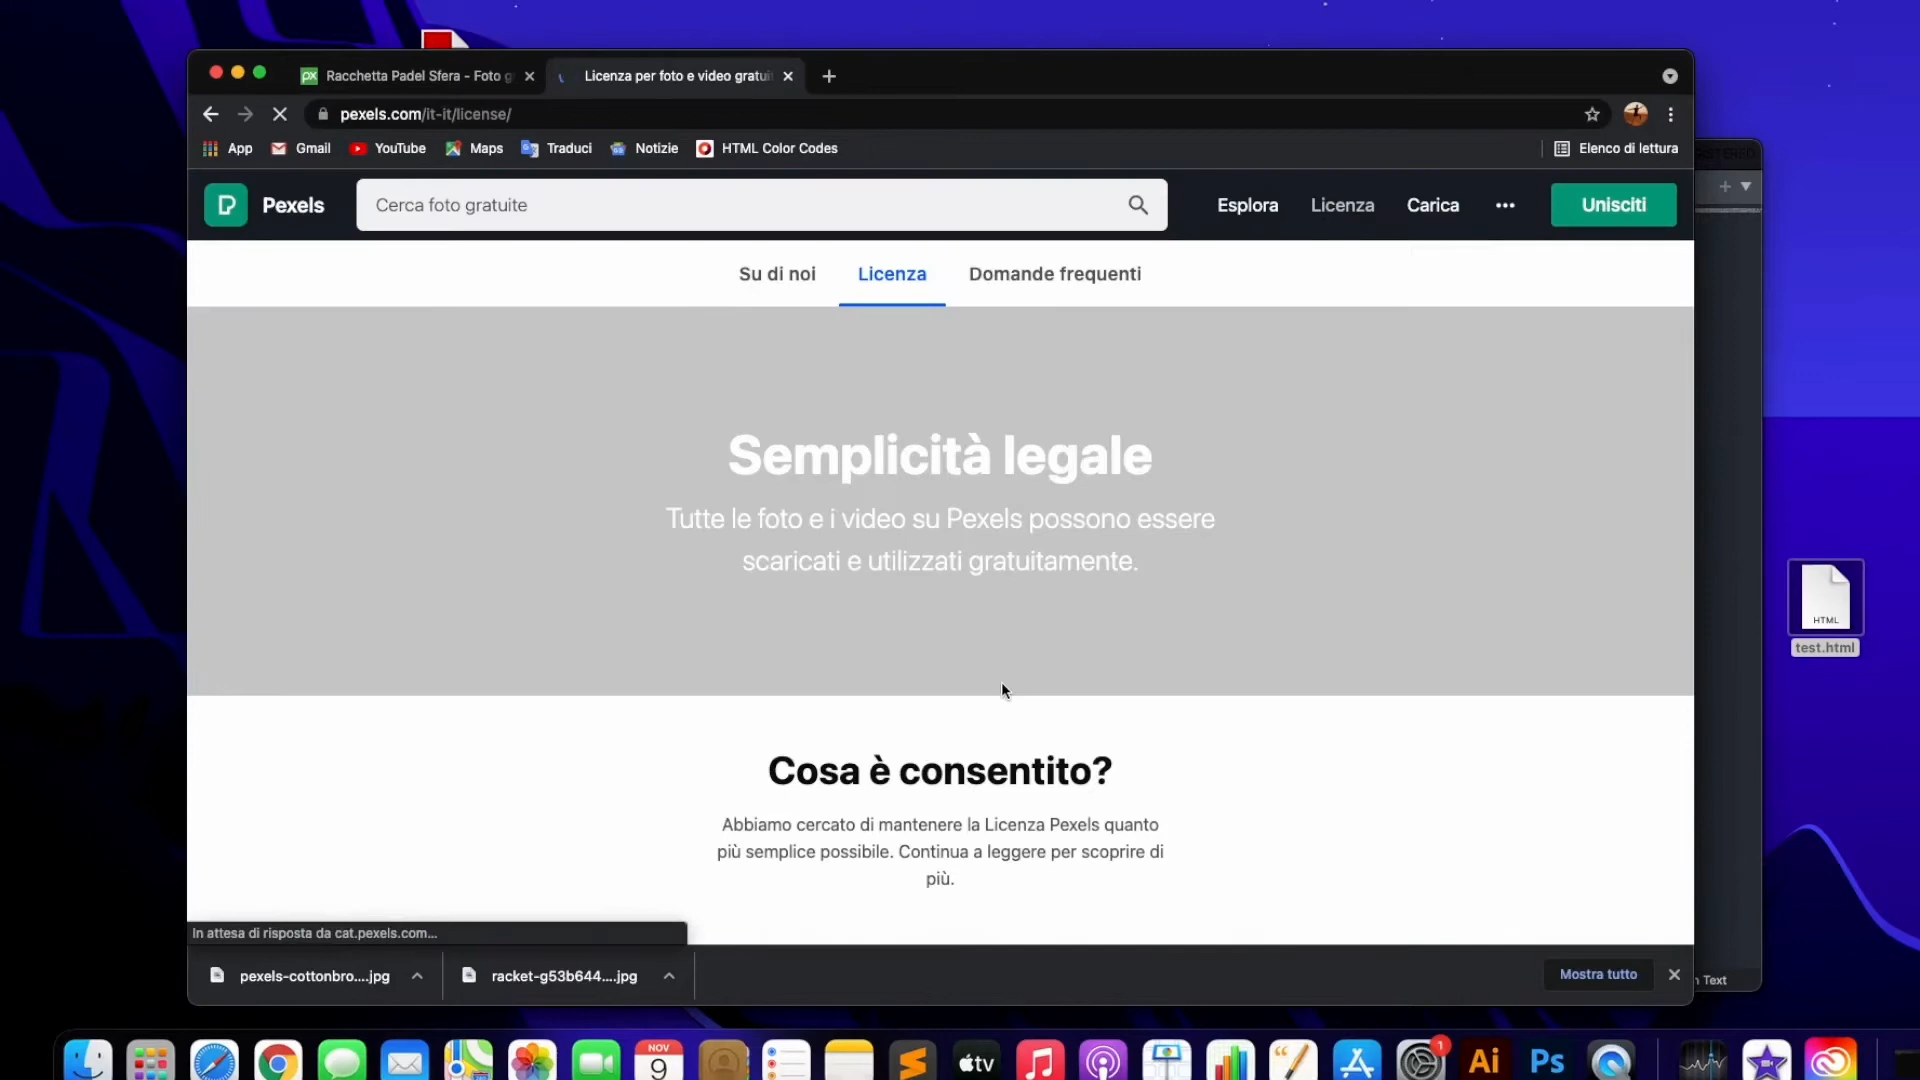 Racchetta Padel Sfera - Foto g
Licenza per foto e video gratui
pexels.com/it-it/license/
App
Gmail
YouTube
Maps
Traduci
Notizie
HTML Color Codes
Elenco di lettura
Pexels
Cerca foto gratuite
Esplora
Licenza
Carica
Unisciti
Su di noi
Licenza
Domande frequenti
Semplicità legale
Tutte le foto e i video su Pexels possono essere
scaricati e utilizzati gratuitamente.
HTML
test.html
Cosa è consentito?
Abbiamo cercato di mantenere la Licenza Pexels quanto
più semplice possibile. Continua a leggere per scoprire di
più.
In attesa di risposta da cat.pexels.com...
pexels-cottonbro....jpg
racket-g53b644....jpg
Mostra tutto
n Text
NOV
9
tv
1
Ai
Ps